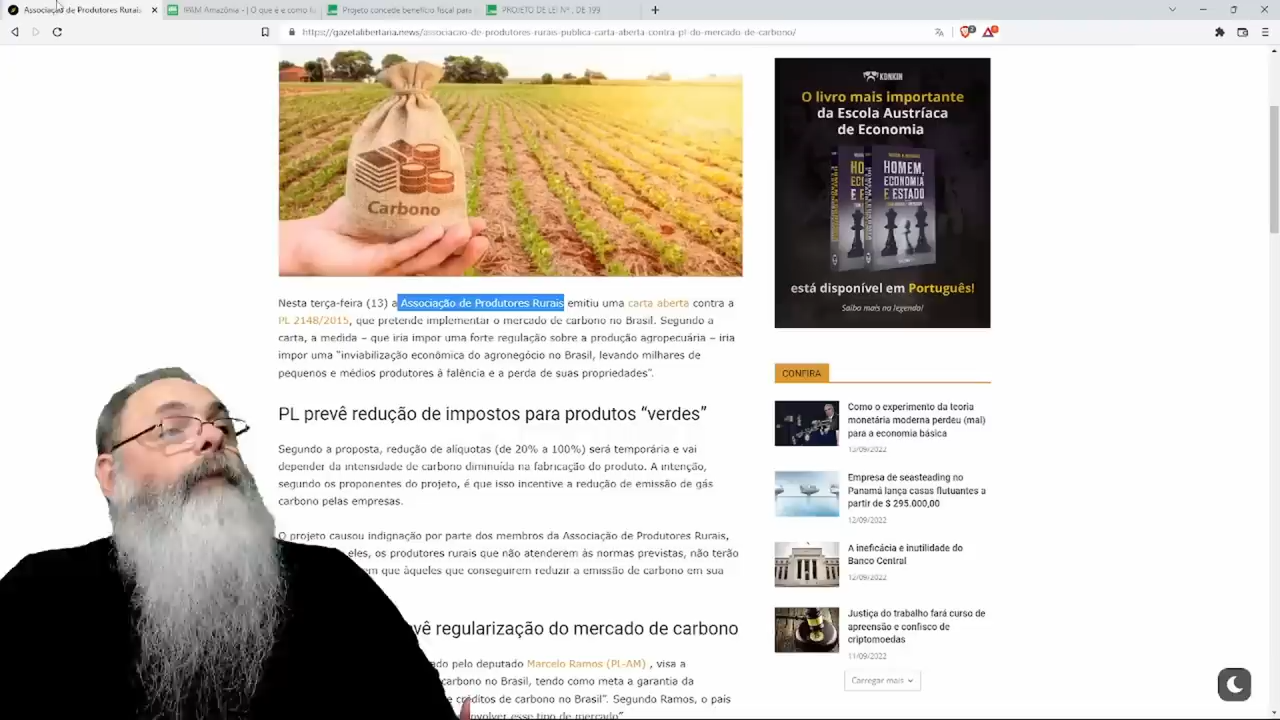 Associação de Produtores Rurais
IPAM Amazônia - | O que é e como fu
Projeto concede benefício fiscal para
PROJETO DE LEI Nº , DE 199
https://gazetalibertaria.news/associacao-de-produtores-rurais-publica-carta-aberta-contra-pl-do-mercado-de-carbono/
Carbono
Nesta terça-feira (13) a Associação de Produtores Rurais emitiu uma carta aberta contra a
PL 2148/2015, que pretende implementar o mercado de carbono no Brasil. Segundo a
carta, a medida – que iria impor uma forte regulação sobre a produção agropecuária – iria
impor uma “inviabilização econômica do agronegócio no Brasil, levando milhares de
pequenos e médios produtores à falência e a perda de suas propriedades”.
PL prevê redução de impostos para produtos “verdes”
Segundo a proposta, redução de alíquotas (de 20% a 100%) será temporária e vai
depender da intensidade de carbono diminuída na fabricação do produto. A intenção,
segundo os proponentes do projeto, é que isso incentive a redução de emissão de gás
carbono pelas empresas.
O projeto causou indignação por parte dos membros da Associação de Produtores Rurais,
eles, os produtores rurais que não atenderem às normas previstas, não terão
em que àqueles que conseguirem reduzir a emissão de carbono em sua
vê regularização do mercado de carbono
ado pelo deputado Marcelo Ramos (PL-AM) , visa a
carbono no Brasil, tendo como meta a garantia da
e créditos de carbono no Brasil”. Segundo Ramos, o país
nvolver esse tipo de mercado”
KONKIN
O livro mais importante
da Escola Austríaca
de Economia
HOMEM,
ECONOMIA
E ESTADO
está disponível em Português!
Saiba mais na legenda!
CONFIRA
Como o experimento da teoria
monetária moderna perdeu (mal)
para a economia básica
13/09/2022
Empresa de seasteading no
Panamá lança casas flutuantes a
partir de $ 295.000,00
12/09/2022
A ineficácia e inutilidade do
Banco Central
12/09/2022
Justiça do trabalho fará curso de
apreensão e confisco de
criptomoedas
11/09/2022
Carregar mais